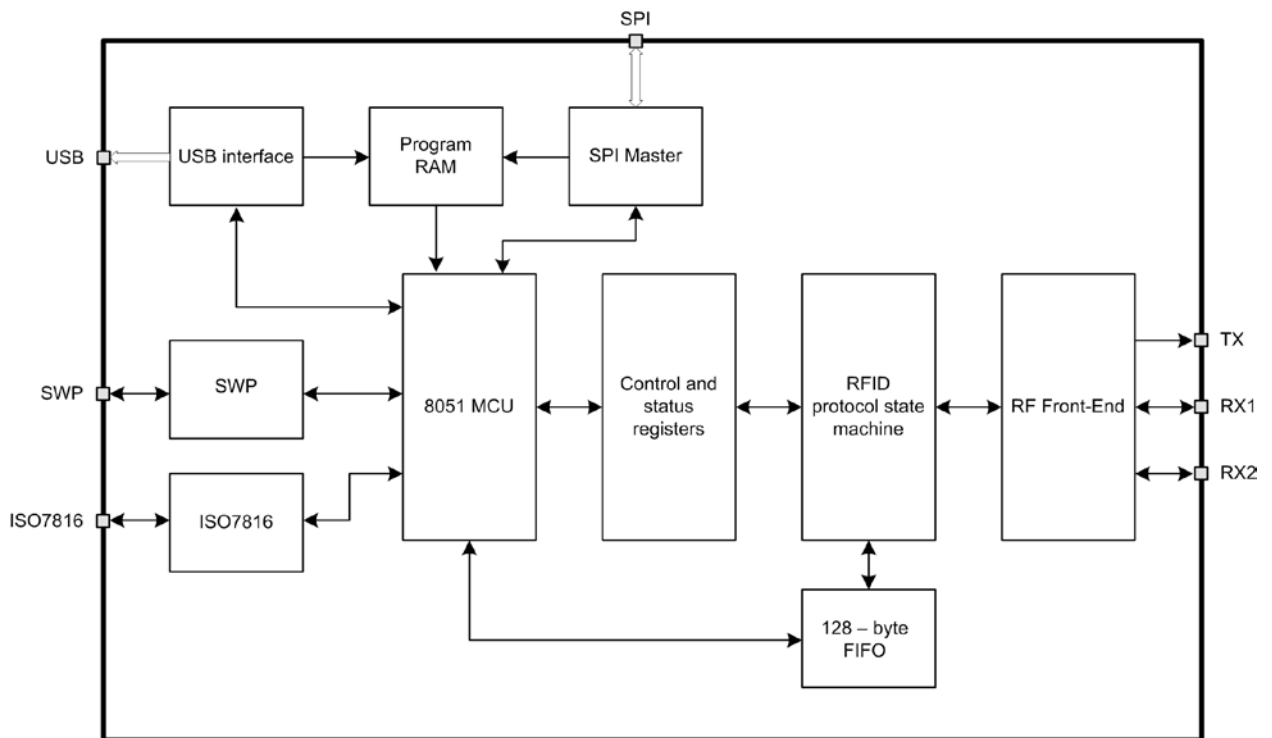 SPI
USB
USB interface
Program
RAM
SPI Master
SWP
SWP
8051 MCU
Control and
status
registers
RFID
protocol state
machine
RF Front-End
TX
RX1
RX2
ISO7816
ISO7816
128 – byte
FIFO